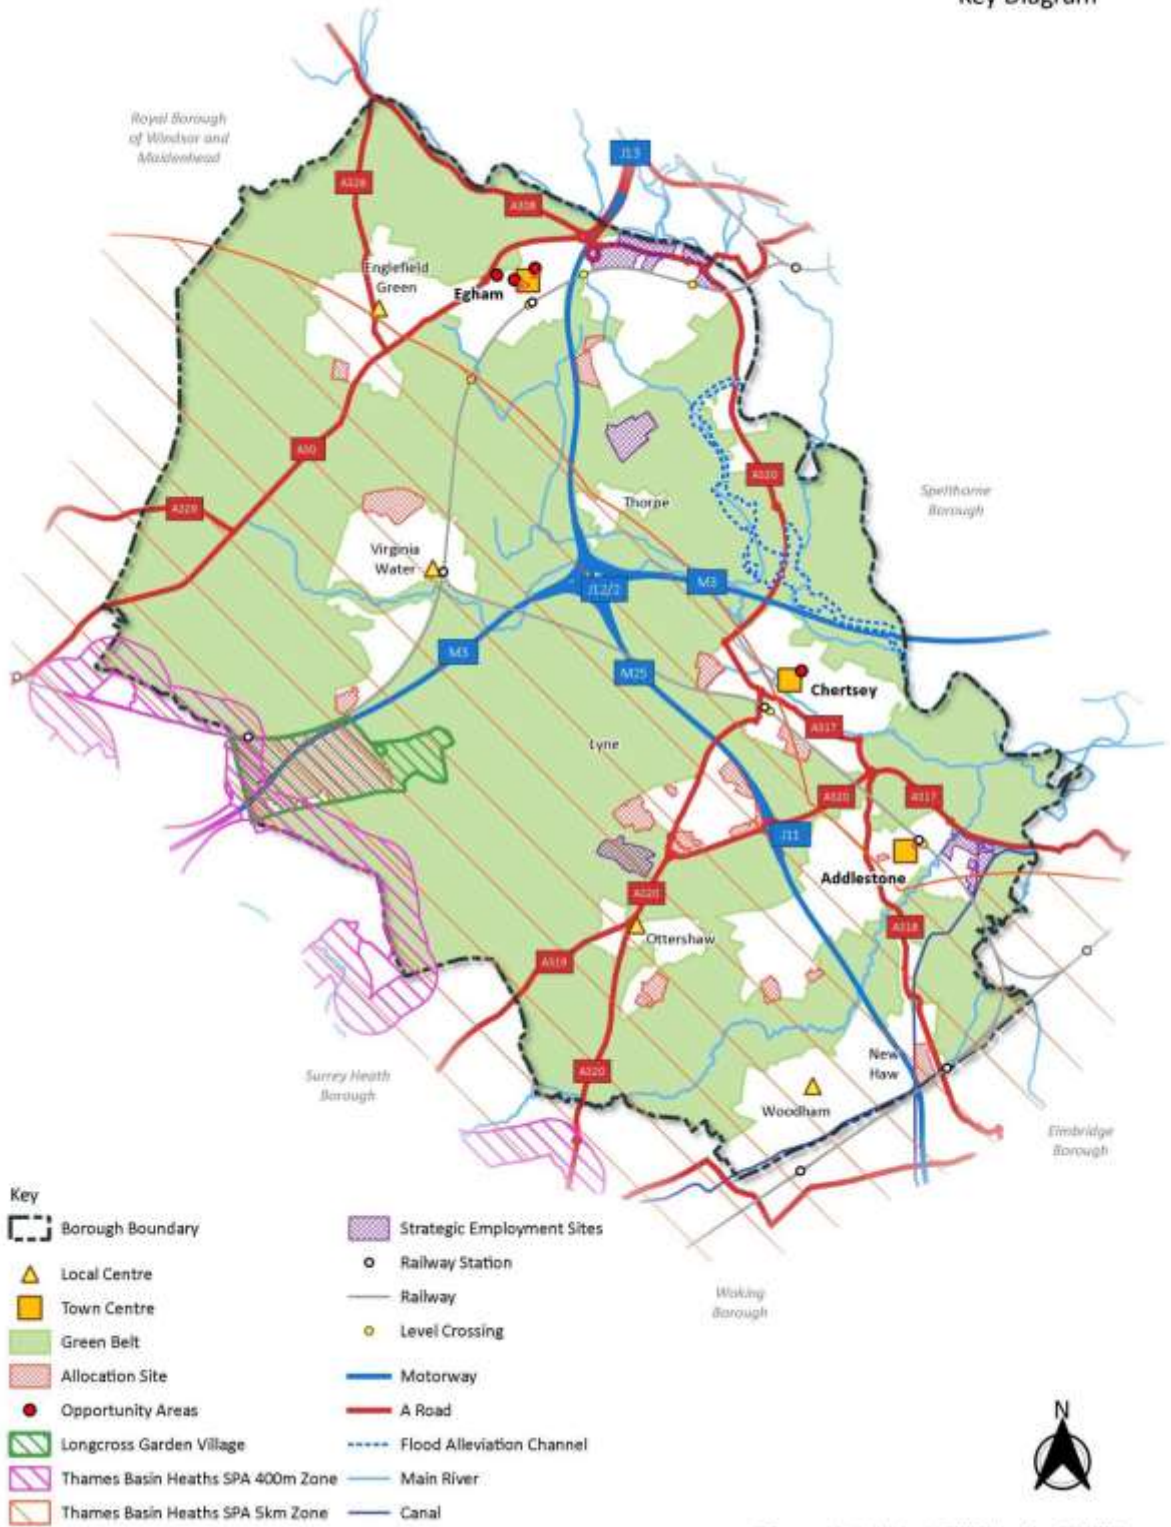 Key Diagram
Royal Borough
of Windsor and
Maidenhead
J13
A328
A308
Englefield
Green
Egham
A30
A320
Thorpe
Spelthorne
Borough
Virginia
Water
J12/2
M3
M3
M25
Chertsey
Lyne
A317
A320
A317
J11
Addlestone
A320
A318
Ottershaw
A319
Surrey Heath
Borough
A320
New
Haw
Woodham
Elmbridge
Borough
Key
Borough Boundary
Local Centre
Town Centre
Green Belt
Allocation Site
Opportunity Areas
Longcross Garden Village
Thames Basin Heaths SPA 400m Zone
Thames Basin Heaths SPA 5km Zone
Strategic Employment Sites
Railway Station
Railway
Level Crossing
Motorway
A Road
Flood Alleviation Channel
Main River
Canal
Woking
Borough
N